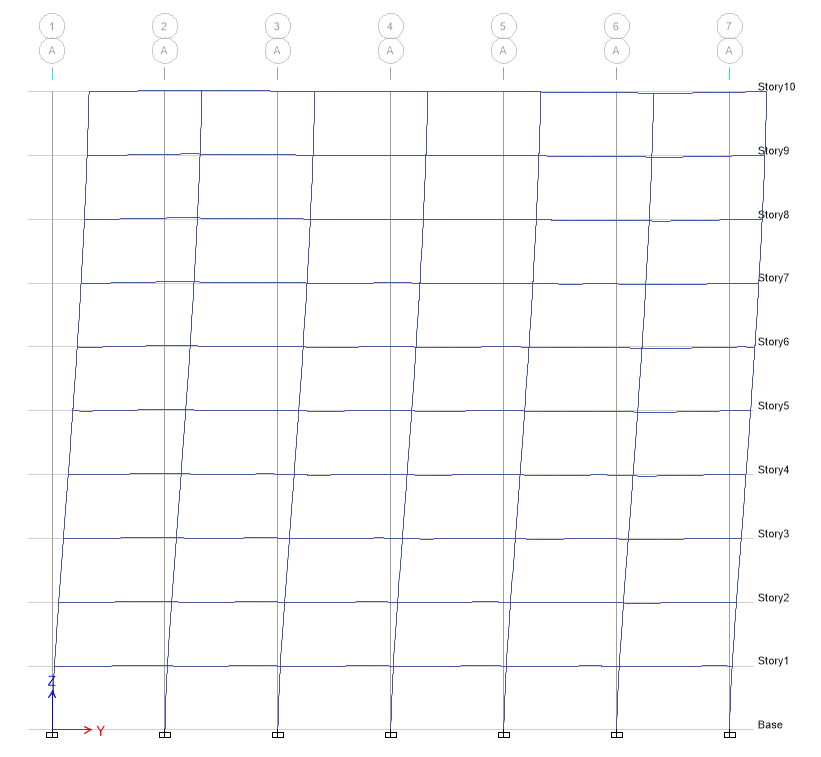 1 2 3 4 5 6 7
A A A A A A A
Story10
Story9
Story8
Story7
Story6
Story5
Story4
Story3
Story2
Story1
Z
Y
Base